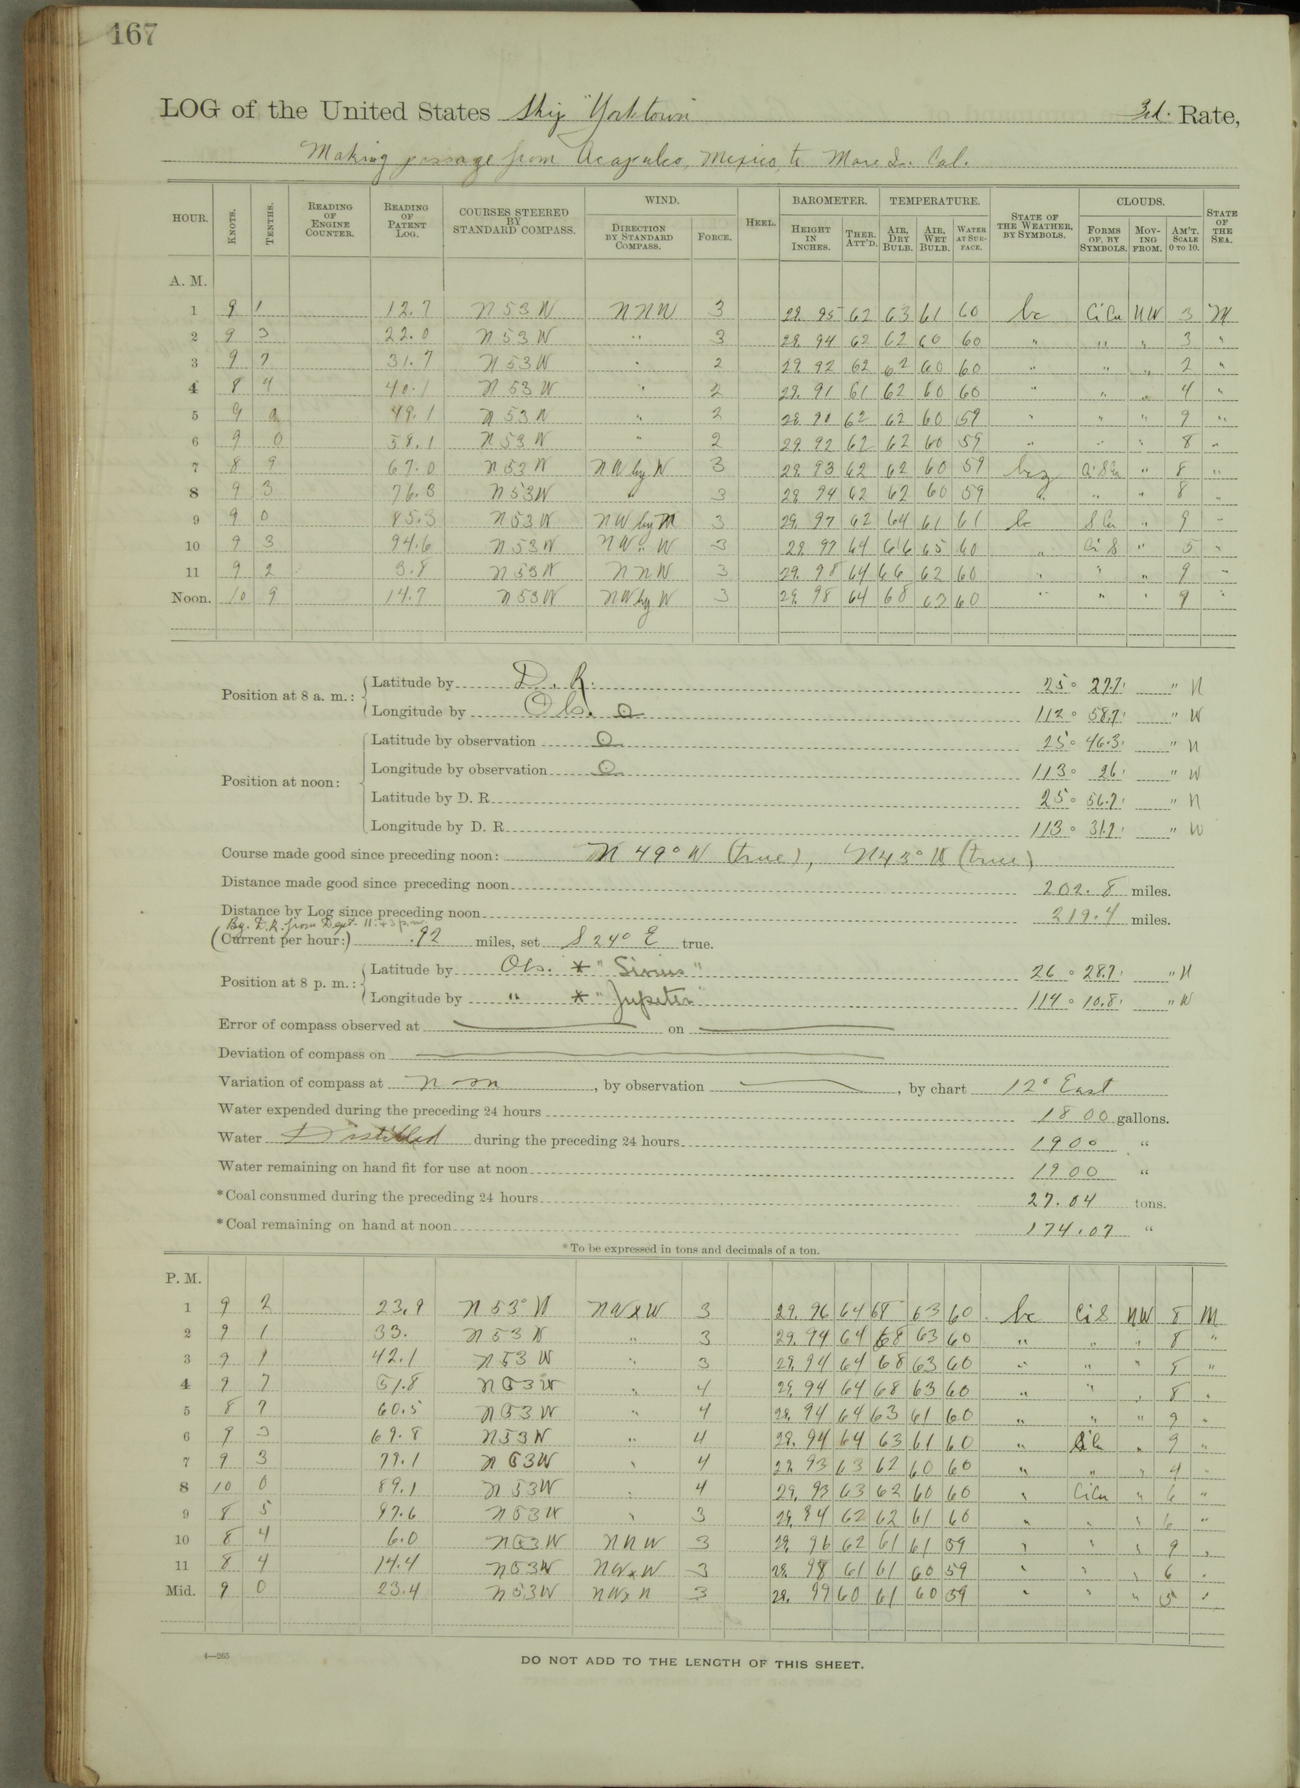 167
LOG of the United States Ship "Yorktown" 3d. Rate,
Making passage from Acapulco, Mexico, to Mare I. Cal.
HOUR. KNOTS. TENTHS. READING OF ENGINE COUNTER. READING OF PATENT LOG. COURSES STEERED BY STANDARD COMPASS. WIND. DIRECTION BY STANDARD COMPASS. FORCE. HEEL. BAROMETER. HEIGHT IN INCHES. THER. ATT'D. TEMPERATURE. AIR, DRY BULB. AIR, WET BULB. WATER AT SURFACE. STATE OF THE WEATHER, BY SYMBOLS. CLOUDS. FORMS OF, BY SYMBOLS. MOVING FROM. AM'T. SCALE 0 TO 10. STATE OF THE SEA.
A. M.
1 9 1 12.7 N 53 W NNW 3 29.95 62 63 61 60 bc Ci Cu NW 3 M
2 9 3 22.0 N 53 W " 3 29.94 62 62 60 60 " " " 3 "
3 9 7 31.7 N 53 W " 2 29.92 62 62 60 60 " " " 2 "
4 8 4 40.1 N 53 W " 2 29.91 61 62 60 60 " " " 4 "
5 9 0 49.1 N 53 W " 2 29.90 62 62 60 59 " " " 9 "
6 9 0 58.1 N 53 W " 2 29.92 62 62 60 59 " " " 8 "
7 8 9 67.0 N 53 W NW by W 3 29.93 62 62 60 59 bcz " 8 "
8 9 3 76.3 N 53 W " 3 29.94 62 62 60 59 " " " 8 "
9 9 0 85.3 N 53 W NW by 3 29.97 62 64 61 61 bc S Cu " 9 "
10 9 3 94.6 N 53 W NW " W 3 29.97 64 66 65 60 " Ci S " 5 "
11 9 2 3.8 N 53 W NNW 3 29.98 64 66 62 60 " " " 9 "
Noon. 10 9 14.7 N 53 W NW by W 3 29.98 64 68 63 60 " " " 9 "
Position at 8 a. m.: Latitude by D. R. 25° 27.7' " N
Longitude by Obs. 112° 58.7' " W
Position at noon: Latitude by observation 25° 46.3' " N
Longitude by observation 113° 26' " W
Latitude by D. R. 25° 56.7' " N
Longitude by D. R. 113° 31.7' " W
Course made good since preceding noon: N 49° W (true), N 43° W (true)
Distance made good since preceding noon 202.8 miles.
Distance by Log since preceding noon 219.4 miles.
By D.R. from Dept. 11:43 p.m.
(Current per hour:) .92 miles, set S 24° E true.
Position at 8 p. m.: Latitude by Obs. * "Sirius" 26° 28.7' " N
Longitude by " * "Jupiter" 114° 10.8' " W
Error of compass observed at on
Deviation of compass on
Variation of compass at noon, by observation , by chart 12° East
Water expended during the preceding 24 hours 1800 gallons.
Water Distilled during the preceding 24 hours 1900 "
Water remaining on hand fit for use at noon 1900 "
*Coal consumed during the preceding 24 hours 27.04 tons.
*Coal remaining on hand at noon 174.07 "
*To be expressed in tons and decimals of a ton.
P. M.
1 9 2 23.9 N 53° W NW x W 3 29.96 64 68 63 60 bc Ci S NW 8 M
2 9 1 33. N 53 W " 3 29.94 64 68 63 60 " " " 8 "
3 9 1 42.1 N 53 W " 3 29.94 64 68 63 60 " " " 8 "
4 9 7 51.8 N 53 W " 4 29.94 64 68 63 60 " " " 8 "
5 8 7 60.5 N 53 W " 4 29.94 64 63 61 60 " " " 9 "
6 9 3 69.8 N 53 W " 4 29.94 64 63 61 60 " " 9 "
7 9 3 79.1 N 53 W " 4 29.93 63 62 60 60 " " " 4 "
8 10 0 89.1 N 53 W " 4 29.93 63 62 60 60 " Ci Cu " 6 "
9 8 5 97.6 N 53 W " 3 29.94 62 62 61 60 " " " 6 "
10 8 4 6.0 N 53 W NNW 3 29.96 62 61 61 59 " " " 9 "
11 8 4 14.4 N 53 W NW x W 3 29.98 61 61 60 59 " " " 6 "
Mid. 9 0 23.4 N 53 W NW x N 3 29.99 60 61 60 59 " " " 5 "
4—265
DO NOT ADD TO THE LENGTH OF THIS SHEET.